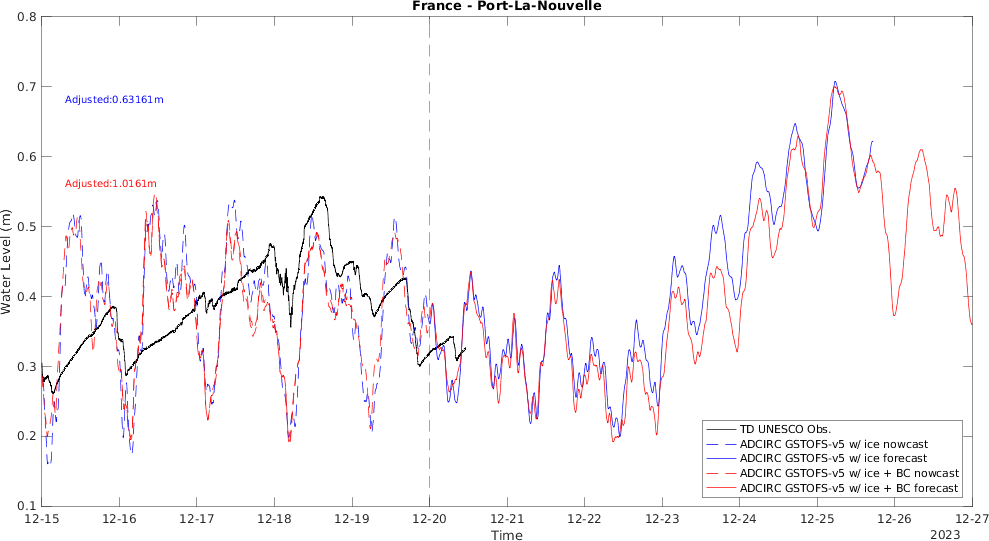 France - Port-La-Nouvelle
0.8
0.7
0.6
0.5
0.4
0.3
0.2
0.1
Water Level (m)
Adjusted:0.63161m
Adjusted:1.0161m
TD UNESCO Obs.
ADCIRC GSTOFS-v5 w/ ice nowcast
ADCIRC GSTOFS-v5 w/ ice forecast
ADCIRC GSTOFS-v5 w/ ice + BC nowcast
ADCIRC GSTOFS-v5 w/ ice + BC forecast
12-15 12-16 12-17 12-18 12-19 12-20 12-21 12-22 12-23 12-24 12-25 12-26 12-27
Time
2023